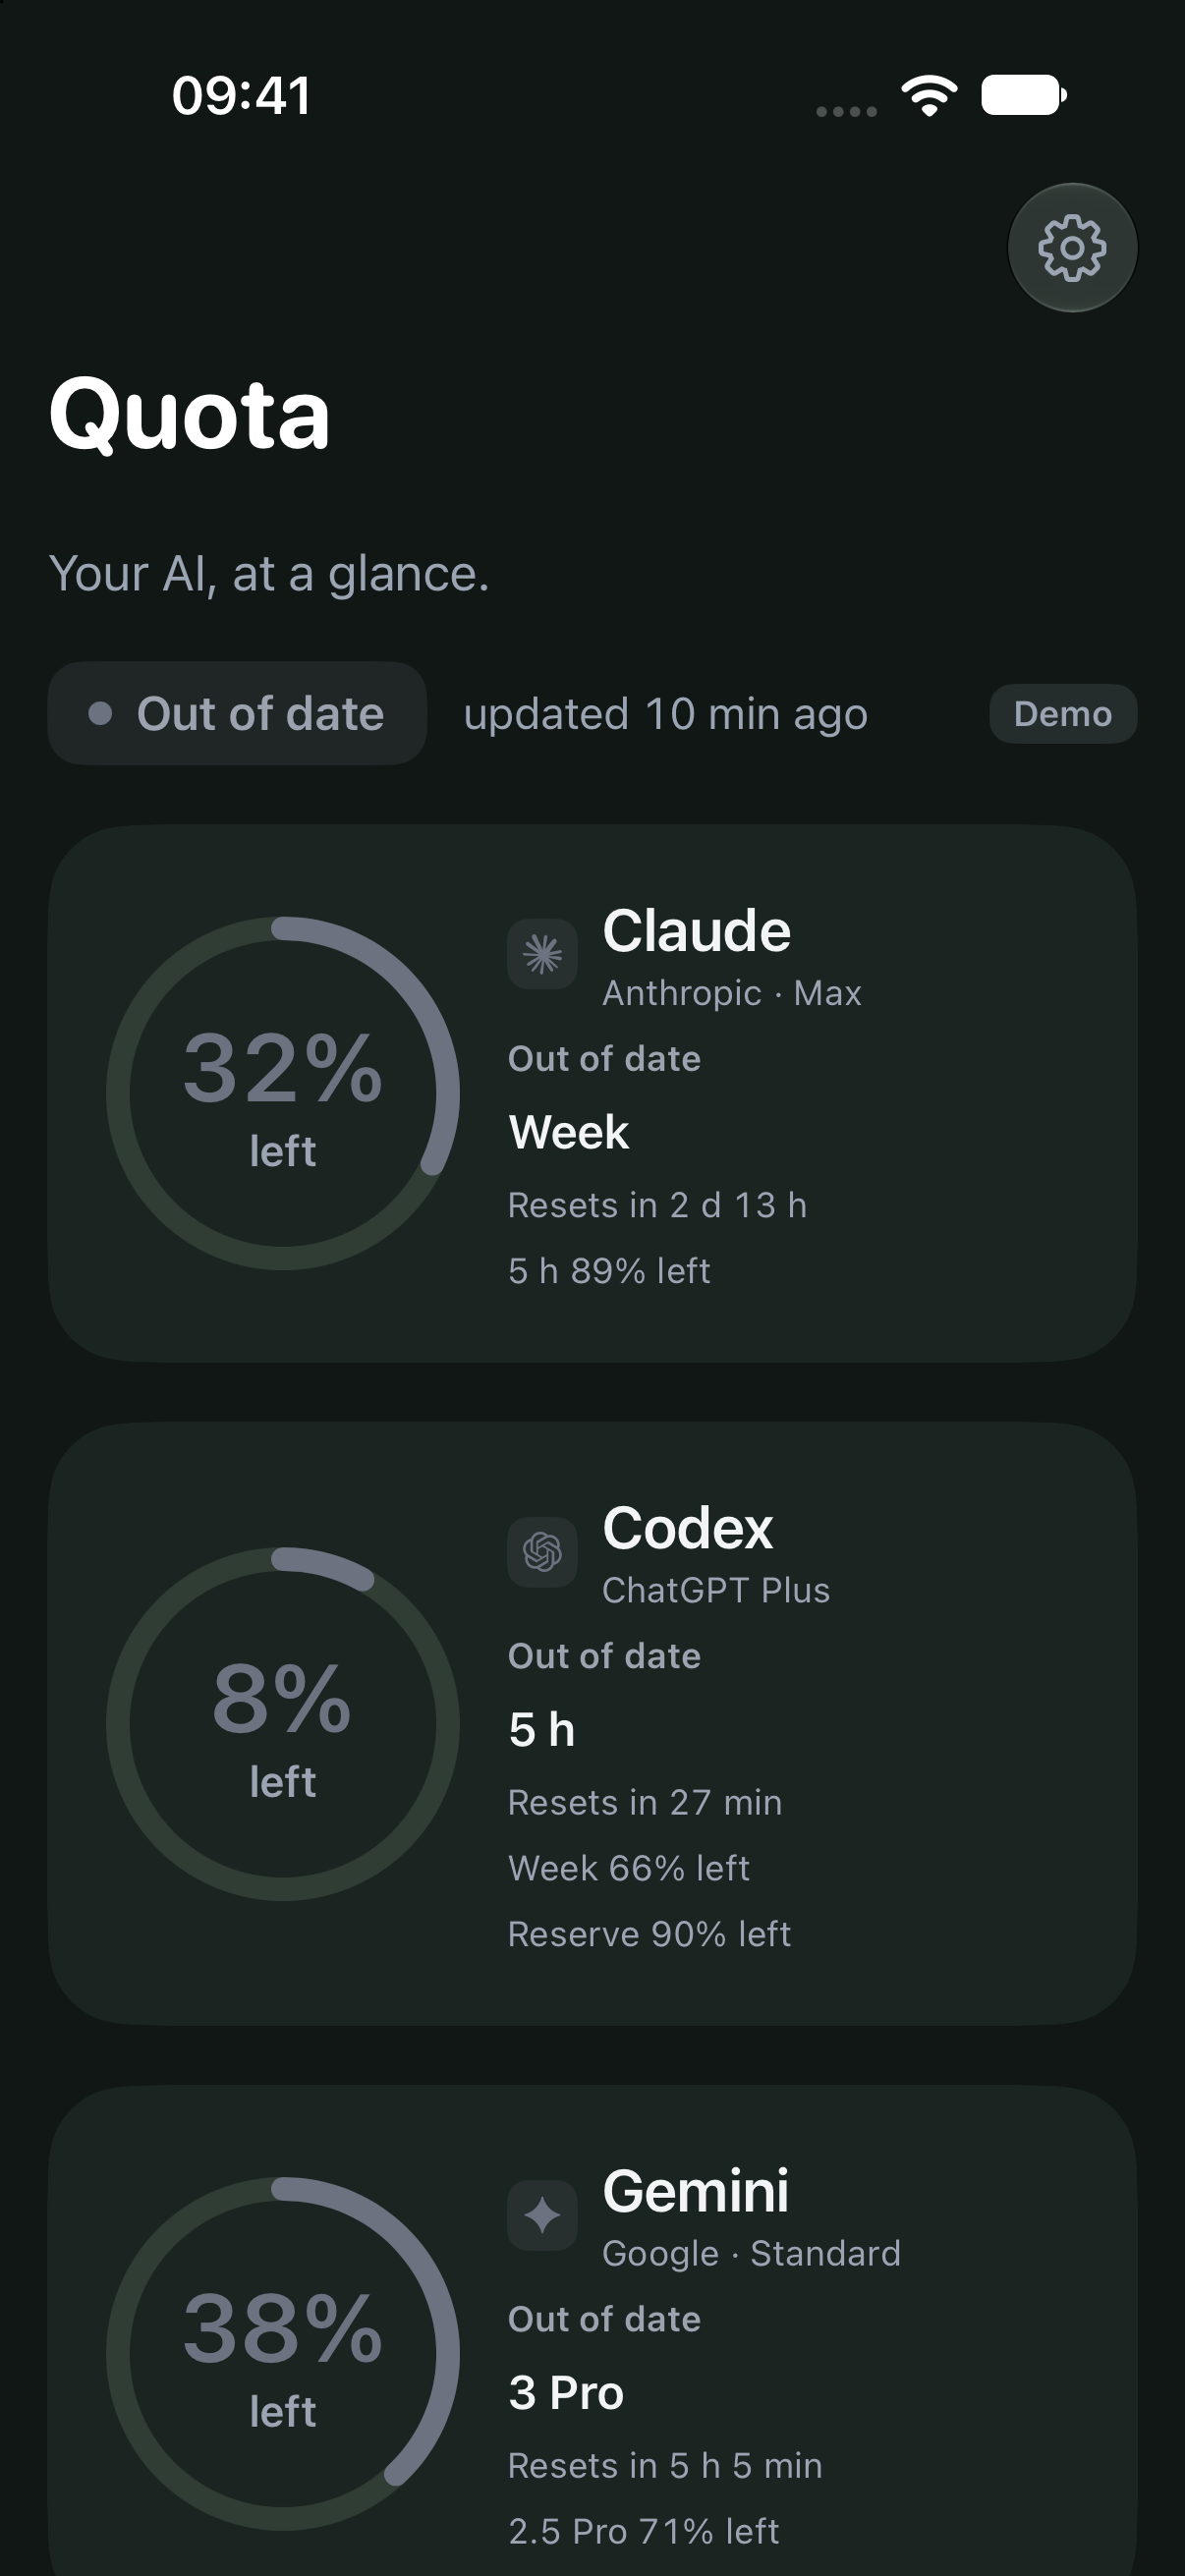 09:41
Quota
Your AI, at a glance.
Out of date updated 10 min ago Demo
32%
left
Claude
Anthropic · Max
Out of date
Week
Resets in 2 d 13 h
5 h 89% left
8%
left
Codex
ChatGPT Plus
Out of date
5 h
Resets in 27 min
Week 66% left
Reserve 90% left
38%
left
Gemini
Google · Standard
Out of date
3 Pro
Resets in 5 h 5 min
2.5 Pro 71% left